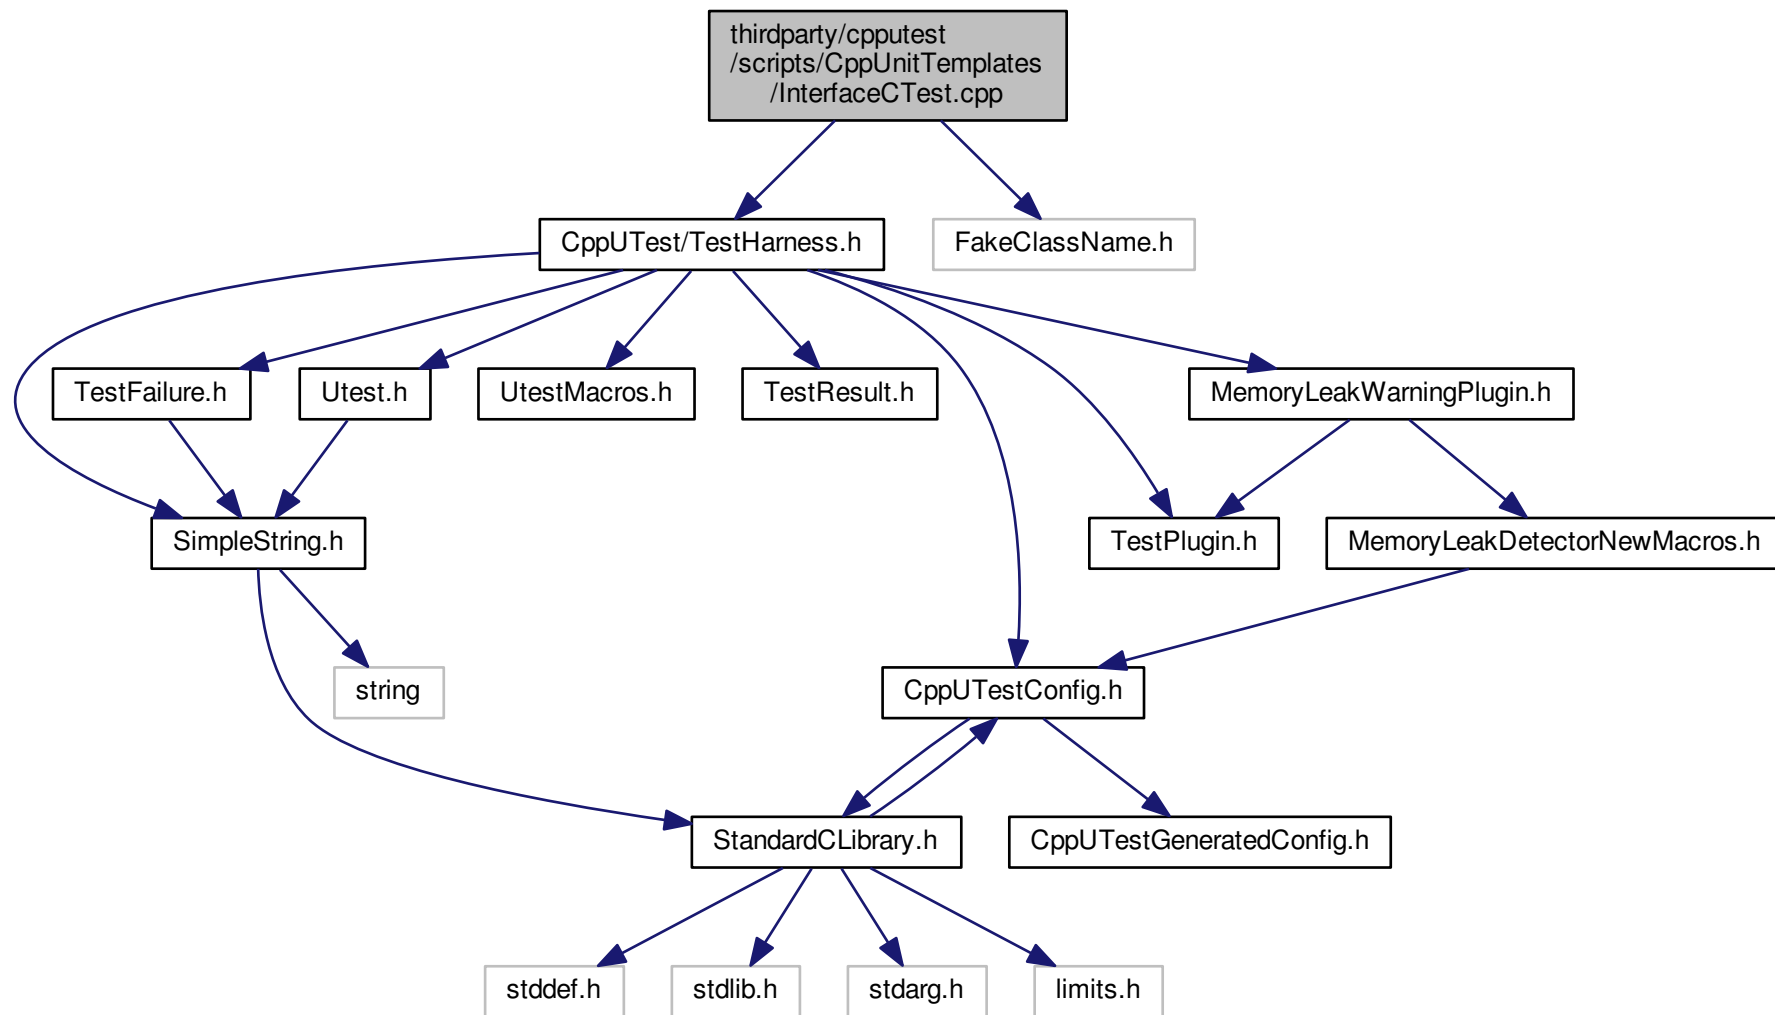 thirdparty/cpputest
/scripts/CppUnitTemplates
/InterfaceCTest.cpp
CppUTest/TestHarness.h
FakeClassName.h
TestFailure.h
Utest.h
UtestMacros.h
TestResult.h
MemoryLeakWarningPlugin.h
SimpleString.h
TestPlugin.h
MemoryLeakDetectorNewMacros.h
string
CppUTestConfig.h
StandardCLibrary.h
CppUTestGeneratedConfig.h
stddef.h
stdlib.h
stdarg.h
limits.h